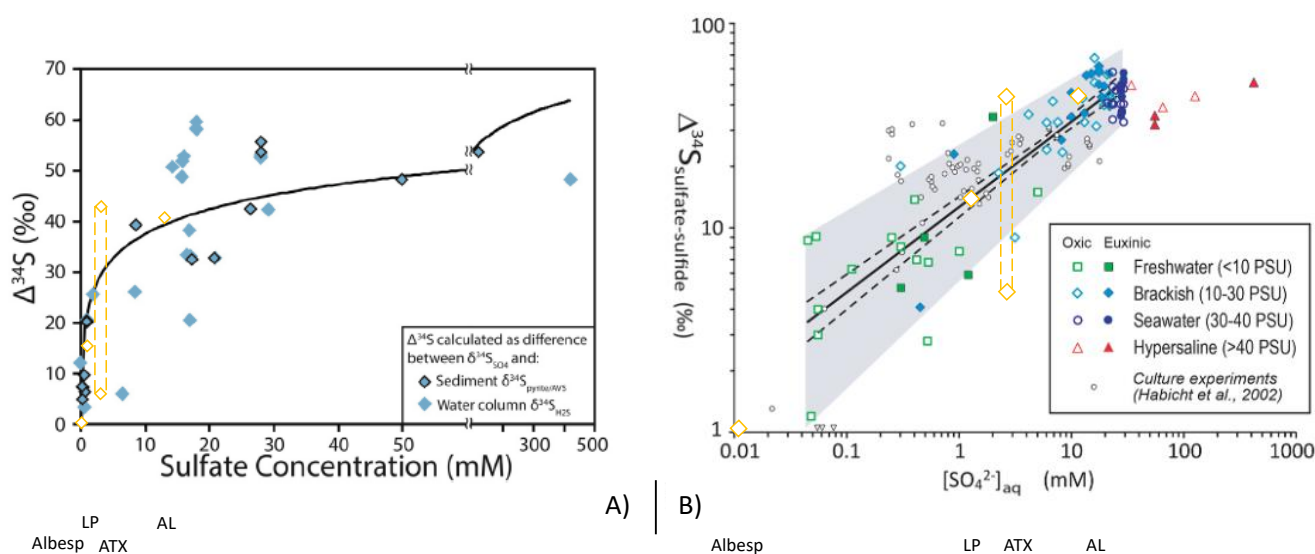 70
60
50
40
30
20
10
0
Δ³⁴S (‰)
0 10 20 30 40 50 300 500
Sulfate Concentration (mM)
Δ³⁴S calculated as difference
between δ³⁴S_SO4 and:
Sediment δ³⁴S_pyrite/AVS
Water column δ³⁴S_H2S
A)
LP AL
Albesp ATX
B)
100
10
1
Δ³⁴S_sulfate-sulfide (‰)
0.01 0.1 1 10 100 1000
[SO₄²⁻]_aq (mM)
Oxic Euxinic
Freshwater (<10 PSU)
Brackish (10-30 PSU)
Seawater (30-40 PSU)
Hypersaline (>40 PSU)
Culture experiments
(Habicht et al., 2002)
Albesp LP ATX AL